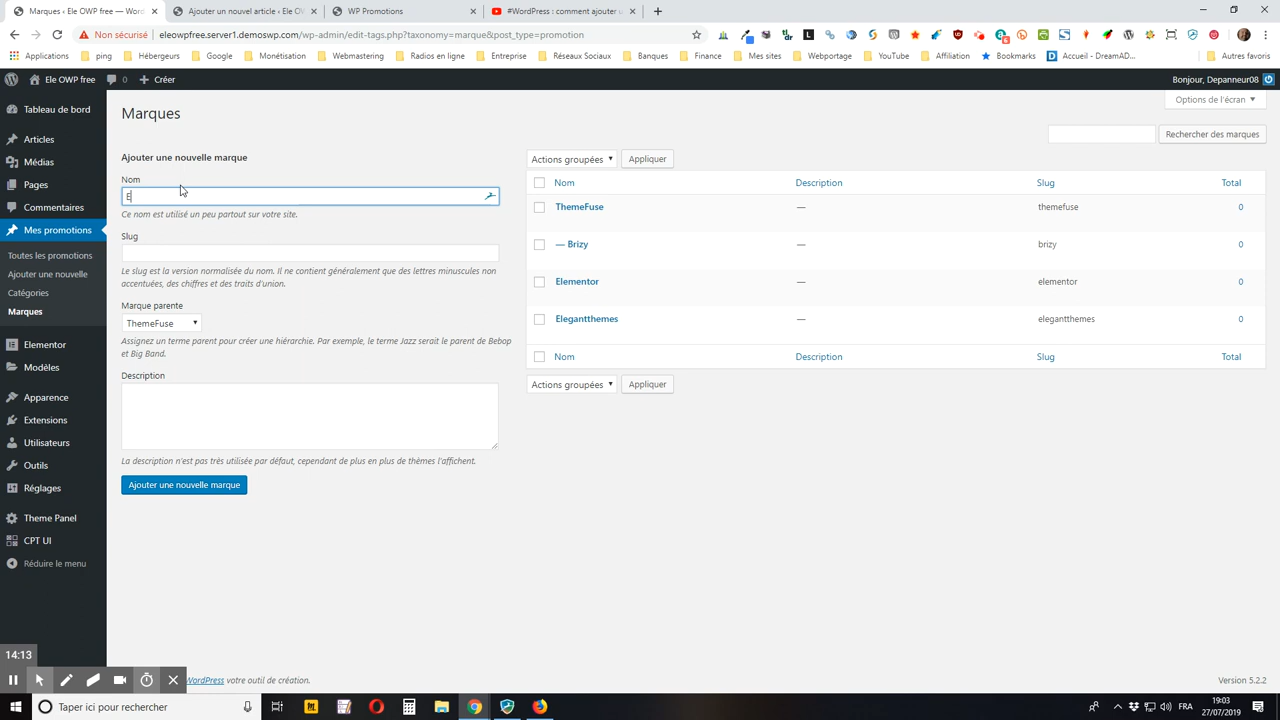 Marques ‹ Ele OWP free — Wor
Ajouter un nouvel article ‹ Ele OW
WP Promotions
#WordPress : comment ajouter u
Non sécurisé
eleowpfree.server1.demoswp.com/wp-admin/edit-tags.php?taxonomy=marque&post_type=promotion
Applications
ping
Hébergeurs
Google
Monétisation
Webmastering
Radios en ligne
Entreprise
Réseaux Sociaux
Banques
Finance
Mes sites
Webportage
YouTube
Affiliation
Bookmarks
Accueil - DreamAD...
Autres favoris
Ele OWP free
0
Créer
Bonjour, Depanneur08
Tableau de bord
Articles
Médias
Pages
Commentaires
Mes promotions
Toutes les promotions
Ajouter une nouvelle
Catégories
Marques
Elementor
Modèles
Apparence
Extensions
Utilisateurs
Outils
Réglages
Theme Panel
CPT UI
Réduire le menu
Options de l'écran
Marques
Rechercher des marques
Ajouter une nouvelle marque
Nom
E
Ce nom est utilisé un peu partout sur votre site.
Slug
Le slug est la version normalisée du nom. Il ne contient généralement que des lettres minuscules non
accentuées, des chiffres et des traits d'union.
Marque parente
ThemeFuse
Assignez un terme parent pour créer une hiérarchie. Par exemple, le terme Jazz serait le parent de Bebop
et Big Band.
Description
La description n'est pas très utilisée par défaut, cependant de plus en plus de thèmes l'affichent.
Ajouter une nouvelle marque
Actions groupées
Appliquer
Nom Description Slug Total
ThemeFuse — themefuse 0
— Brizy — brizy 0
Elementor — elementor 0
Elegantthemes — elegantthemes 0
Nom Description Slug Total
Actions groupées
Appliquer
14:13
WordPress votre outil de création.
Version 5.2.2
Taper ici pour rechercher
FRA
19:03
27/07/2019